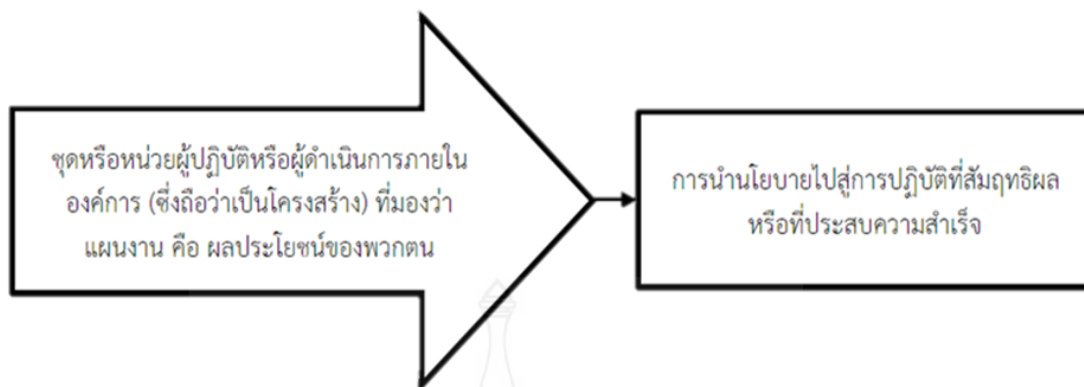 ชุดหรือหน่วยผู้ปฏิบัติหรือผู้ดำเนินการภายใน
องค์การ (ซึ่งถือว่าเป็นโครงสร้าง) ที่มองว่า
แผนงาน คือ ผลประโยชน์ของพวกตน
การนำนโยบายไปสู่การปฏิบัติที่สัมฤทธิผล
หรือที่ประสบความสำเร็จ